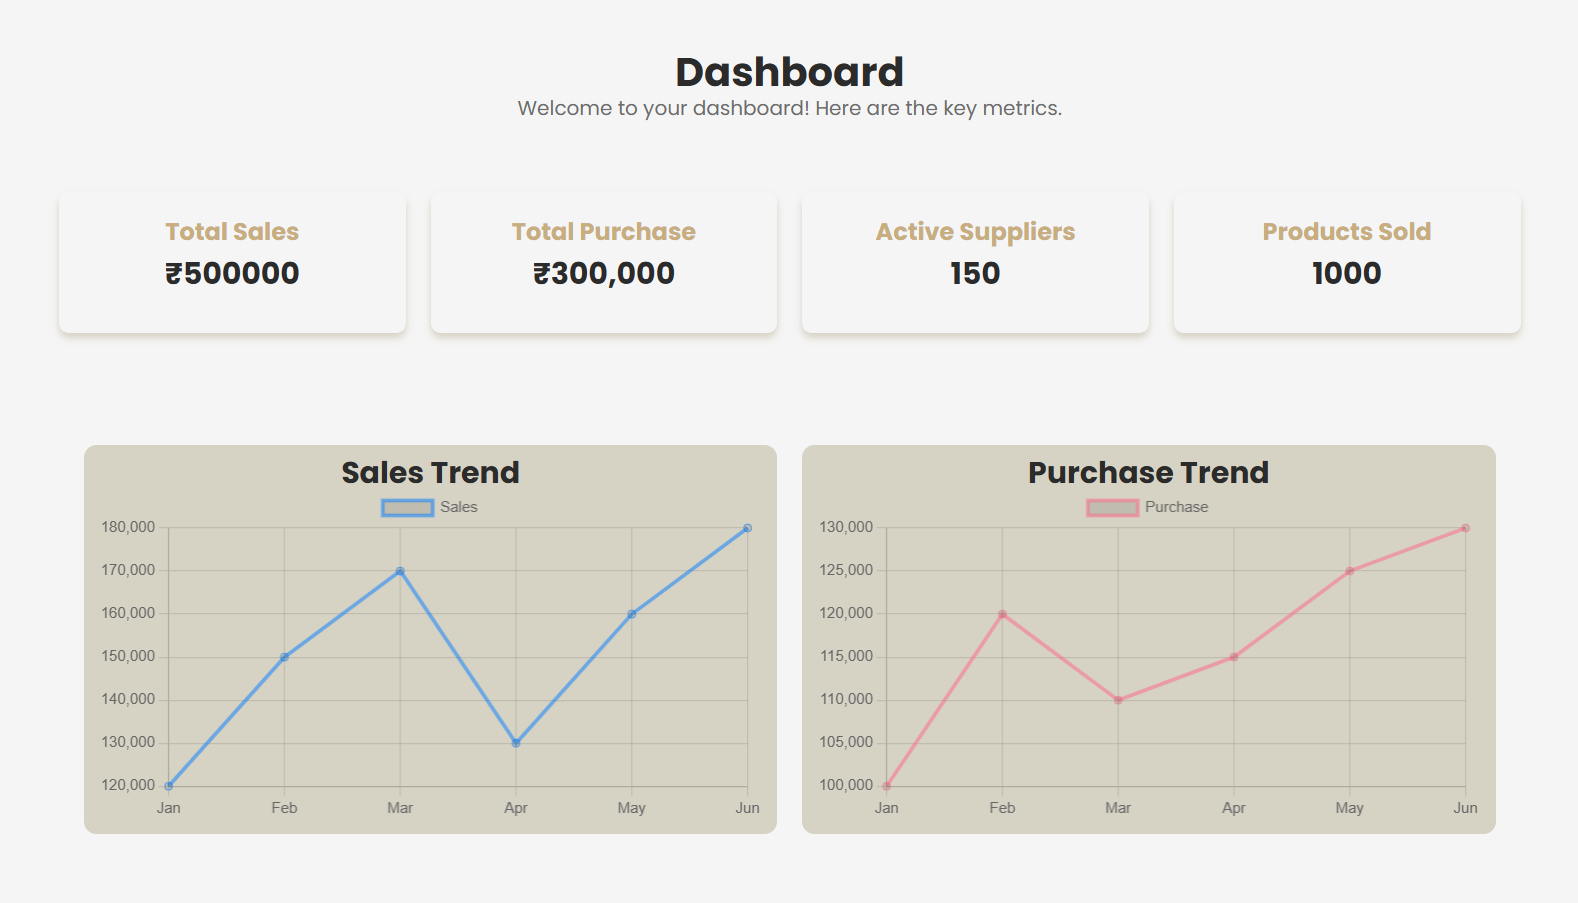 Dashboard
Welcome to your dashboard! Here are the key metrics.
Total Sales
₹500000
Total Purchase
₹300,000
Active Suppliers
150
Products Sold
1000
Sales Trend
Sales
180,000
170,000
160,000
150,000
140,000
130,000
120,000
Jan Feb Mar Apr May Jun
Purchase Trend
Purchase
130,000
125,000
120,000
115,000
110,000
105,000
100,000
Jan Feb Mar Apr May Jun